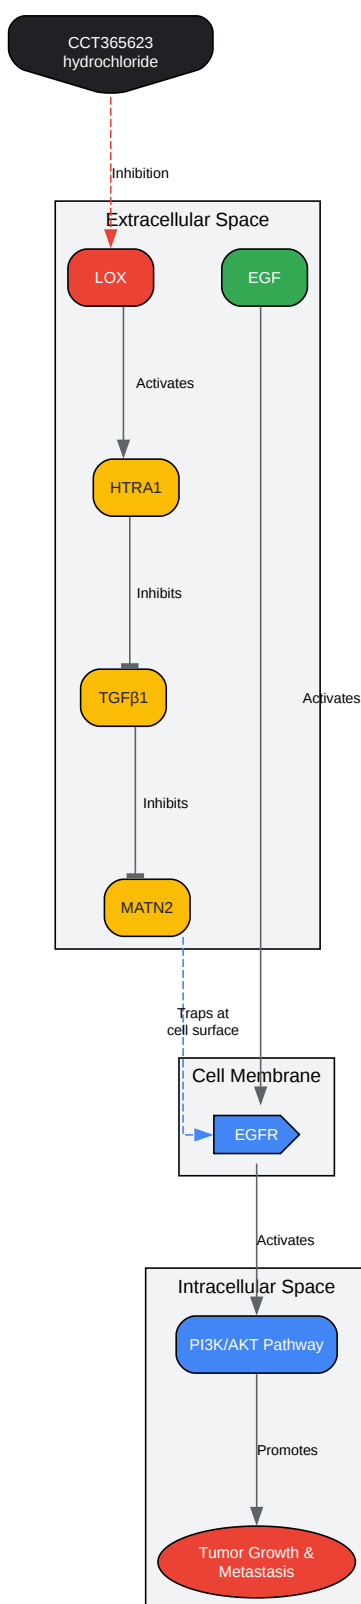 CCT365623
hydrochloride
Inhibition
Extracellular Space
LOX
EGF
Activates
HTRA1
Inhibits
TGFβ1
Activates
Inhibits
MATN2
Traps at
cell surface
Cell Membrane
EGFR
Activates
Intracellular Space
PI3K/AKT Pathway
Promotes
Tumor Growth &
Metastasis